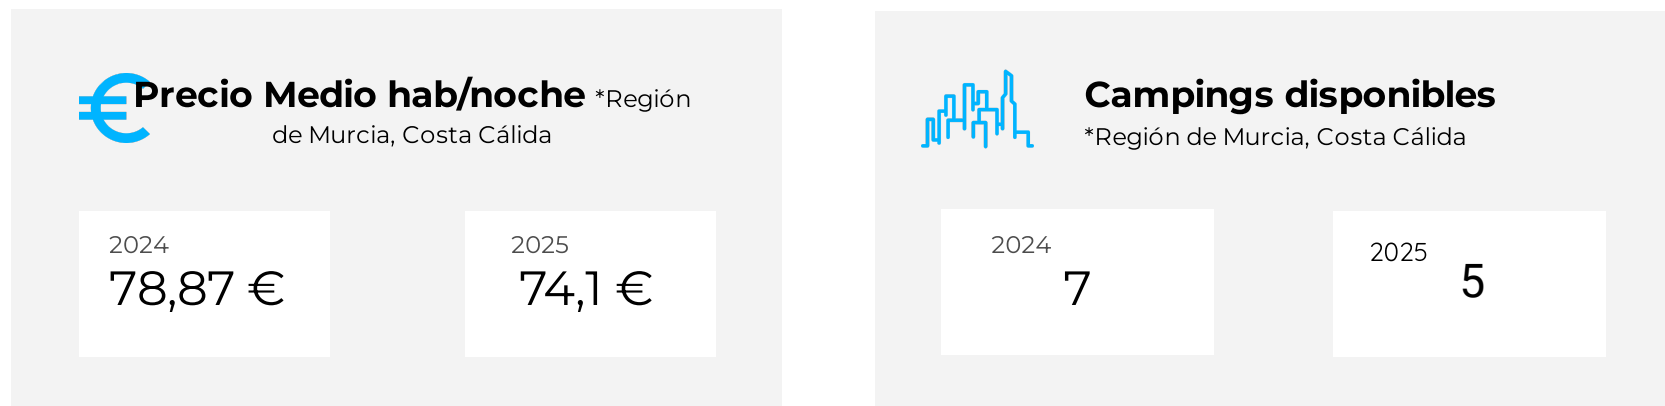 Precio Medio hab/noche *Región
de Murcia, Costa Cálida
2024
78,87 €
2025
74,1 €
Campings disponibles
*Región de Murcia, Costa Cálida
2024
7
2025
5